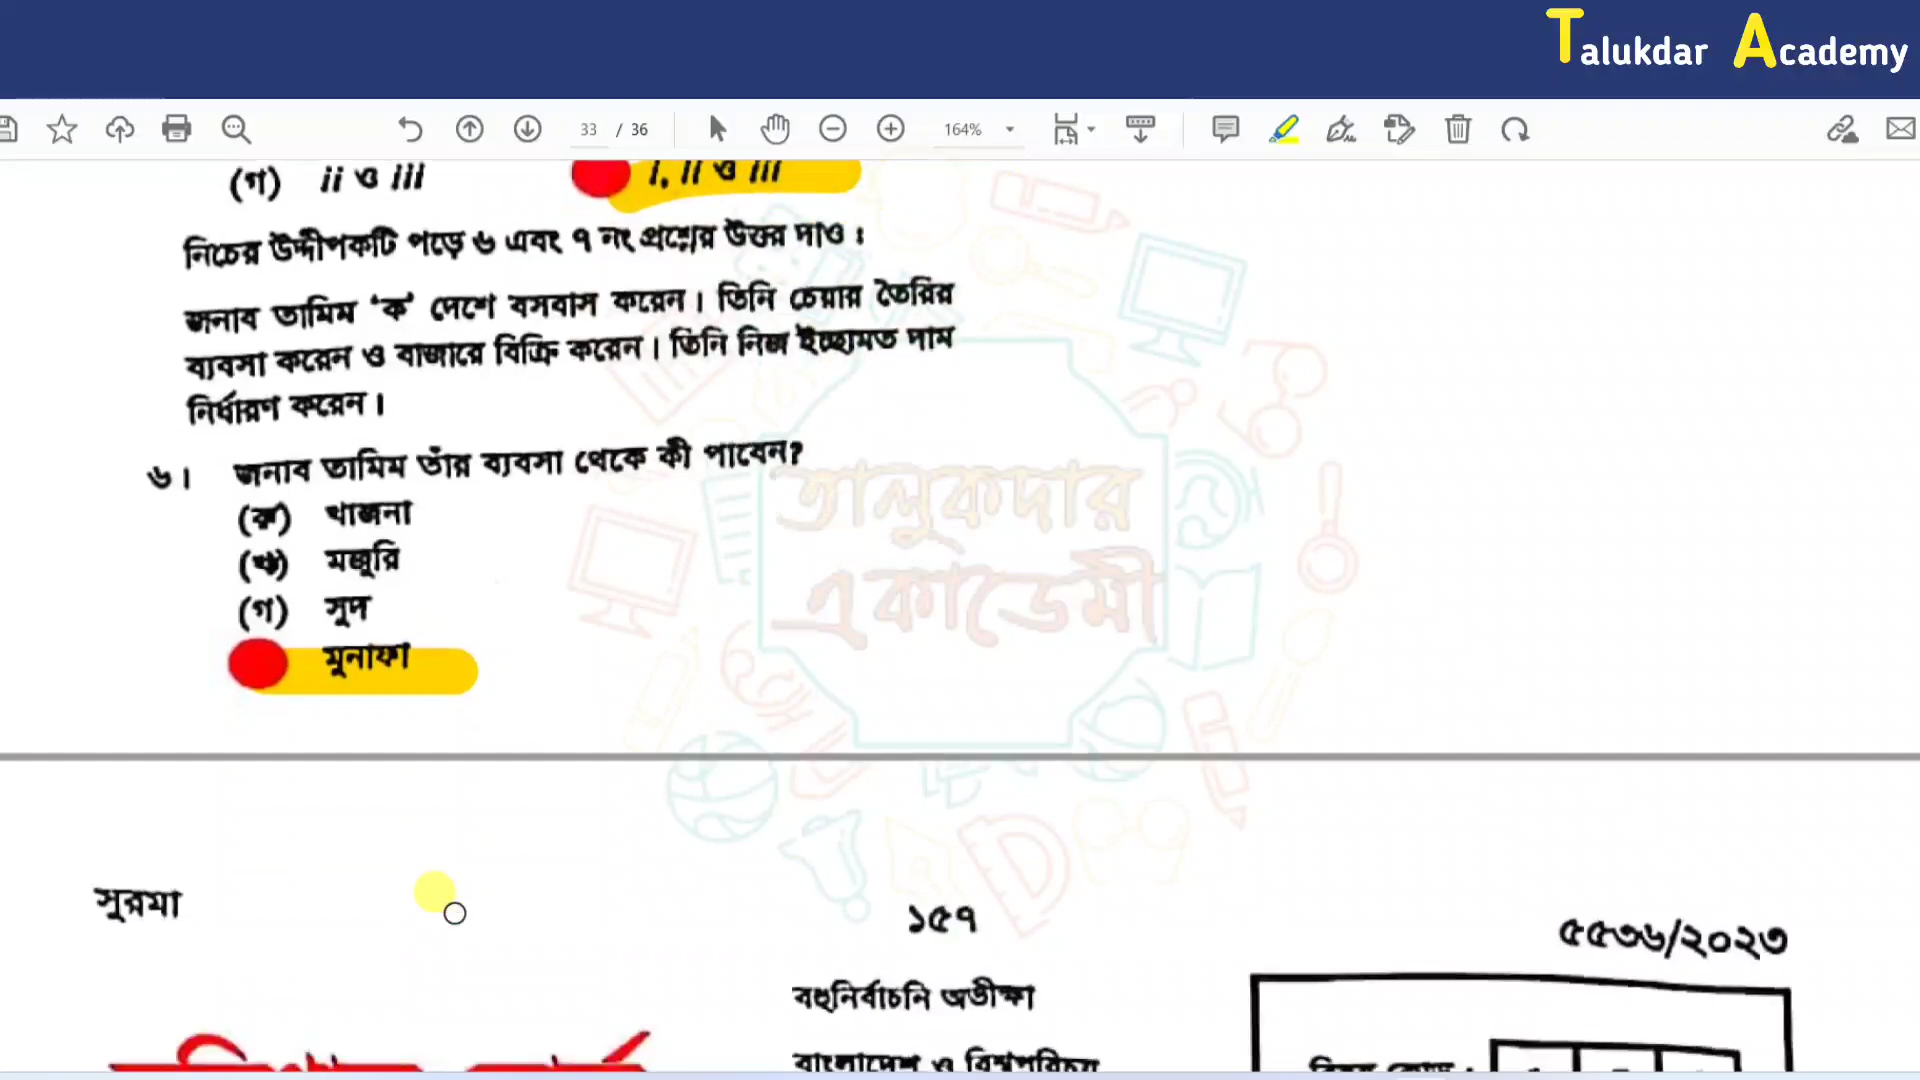 Talukdar Academy
33 / 36
164%
(গ) ii ও iii
i, ii ও iii
নিচের উদ্দীপকটি পড়ে ৬ এবং ৭ নং প্রশ্নের উত্তর দাও :
জনাব তামিম ‘ক’ দেশে বসবাস করেন। তিনি চেয়ার তৈরির
ব্যবসা করেন ও বাজারে বিক্রি করেন। তিনি নিজ ইচ্ছামত দাম
নির্ধারণ করেন।
৬। জনাব তামিম তাঁর ব্যবসা থেকে কী পাবেন?
(ক) খাজনা
(খ) মজুরি
(গ) সুদ
মুনাফা
তালুকদার
একাডেমী
সুরমা
১৫৭
৫৫৩৬/২০২৩
বহুনির্বাচনি অভীক্ষা
বাংলাদেশ ও বিশ্বপরিচয়